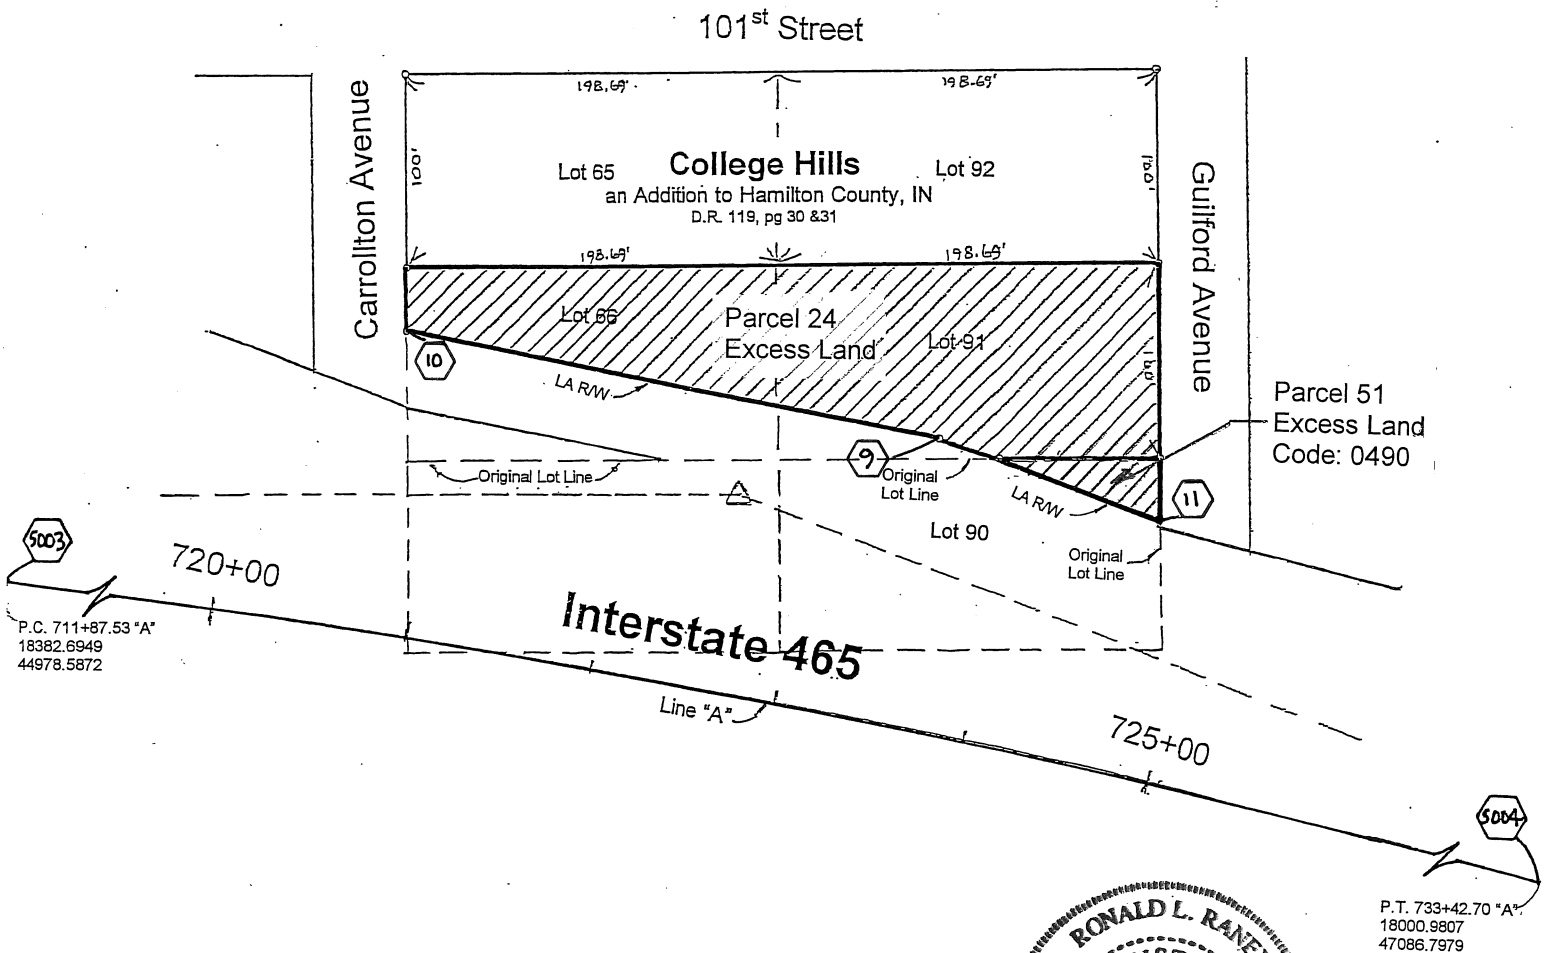 101st Street
198.69'
198.69'
Carrollton Avenue
100'
Lot 65
College Hills
Lot 92
an Addition to Hamilton County, IN
D.R. 119, pg 30 &31
100'
Guilford Avenue
198.69'
198.69'
Lot 66
Parcel 24
Excess Land
Lot 91
100'
10
LA R/W
Parcel 51
Excess Land
Code: 0490
9
Original Lot Line
Original
Lot Line
LA R/W
11
Lot 90
Original
Lot Line
5003
720+00
P.C. 711+87.53 "A"
18382.6949
44978.5872
Interstate 465
Line "A"
725+00
5004
P.T. 733+42.70 "A"
18000.9807
47086.7979
RONALD L. RANEY